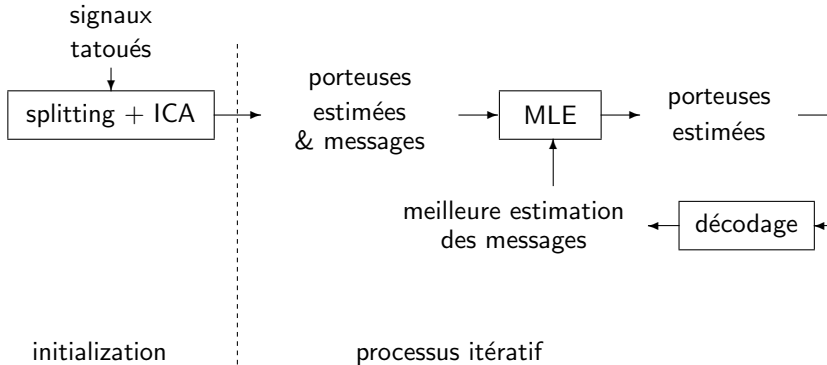 signaux
tatoués
splitting + ICA
porteuses
estimées
& messages
MLE
porteuses
estimées
meilleure estimation
des messages
décodage
initialization
processus itératif